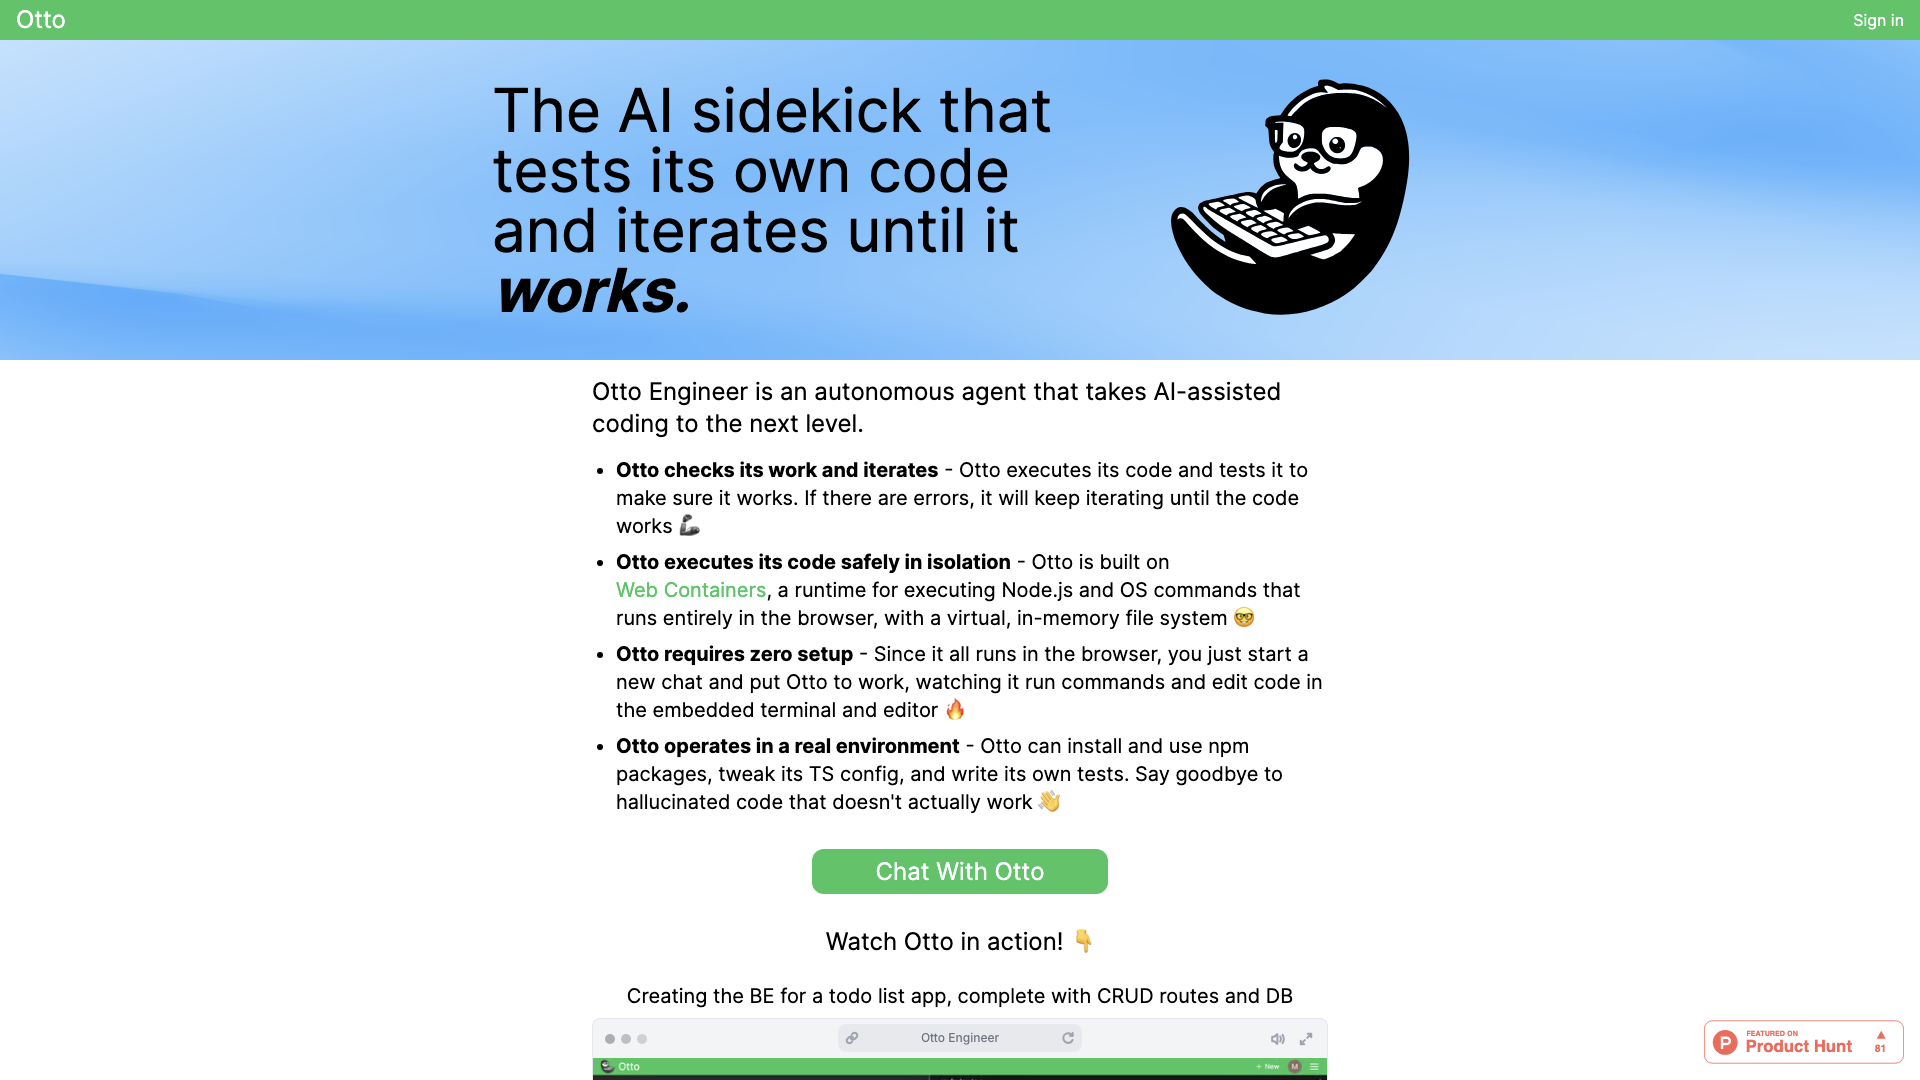 Otto
Sign in
The AI sidekick that
tests its own code
and iterates until it
works.
Otto Engineer is an autonomous agent that takes AI-assisted
coding to the next level.
Otto checks its work and iterates - Otto executes its code and tests it to
make sure it works. If there are errors, it will keep iterating until the code
works 🦾
Otto executes its code safely in isolation - Otto is built on
Web Containers, a runtime for executing Node.js and OS commands that
runs entirely in the browser, with a virtual, in-memory file system 🤓
Otto requires zero setup - Since it all runs in the browser, you just start a
new chat and put Otto to work, watching it run commands and edit code in
the embedded terminal and editor 🔥
Otto operates in a real environment - Otto can install and use npm
packages, tweak its TS config, and write its own tests. Say goodbye to
hallucinated code that doesn't actually work 👋
Chat With Otto
Watch Otto in action! 👇
Creating the BE for a todo list app, complete with CRUD routes and DB
Otto Engineer
Otto
+ New
M
P
FEATURED ON
Product Hunt
81